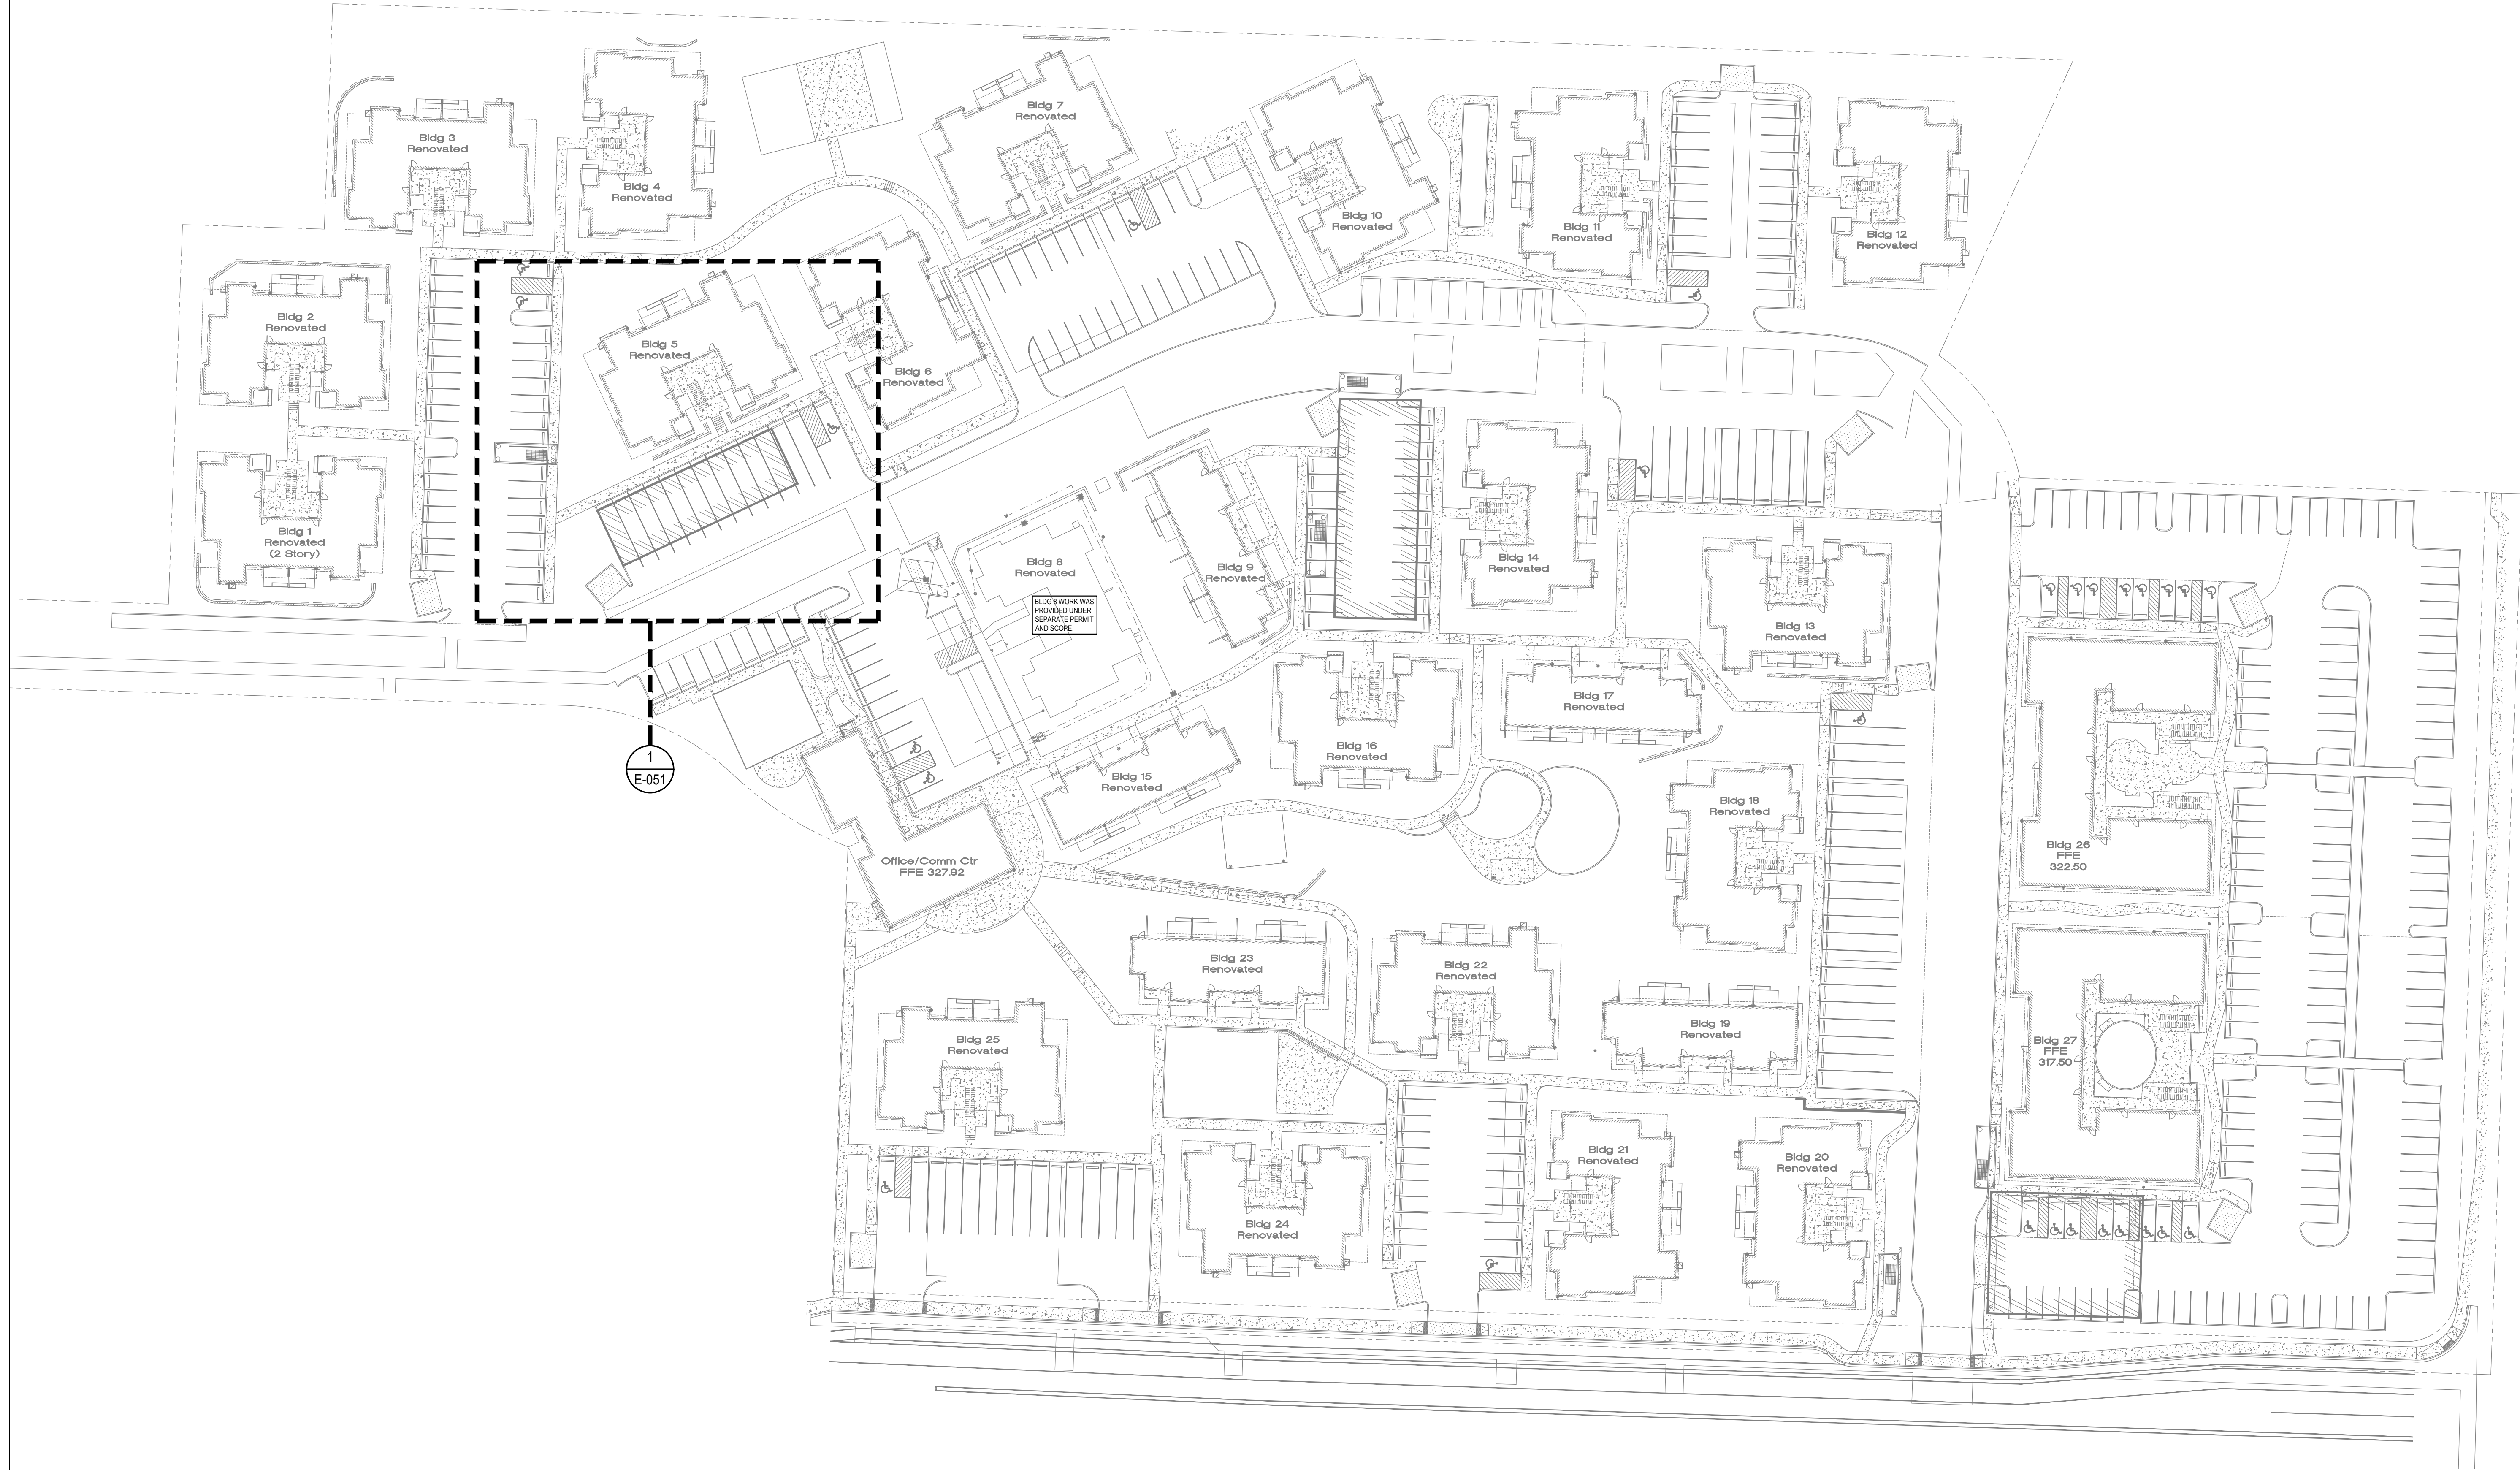 Bldg 3
Renovated
Bldg 4
Renovated
Bldg 7
Renovated
Bldg 10
Renovated
Bldg 11
Renovated
Bldg 12
Renovated
Bldg 2
Renovated
Bldg 5
Renovated
Bldg 6
Renovated
Bldg 1
Renovated
(2 Story)
Bldg 8
Renovated
BLDG 8 WORK WAS
PROVIDED UNDER
SEPARATE PERMIT
AND SCOPE.
Bldg 9
Renovated
Bldg 14
Renovated
Bldg 13
Renovated
1
E-051
Bldg 15
Renovated
Bldg 16
Renovated
Bldg 17
Renovated
Bldg 18
Renovated
Office/Comm Ctr
FFE 327.92
Bldg 26
FFE
322.50
Bldg 23
Renovated
Bldg 22
Renovated
Bldg 19
Renovated
Bldg 25
Renovated
Bldg 27
FFE
317.50
Bldg 24
Renovated
Bldg 21
Renovated
Bldg 20
Renovated